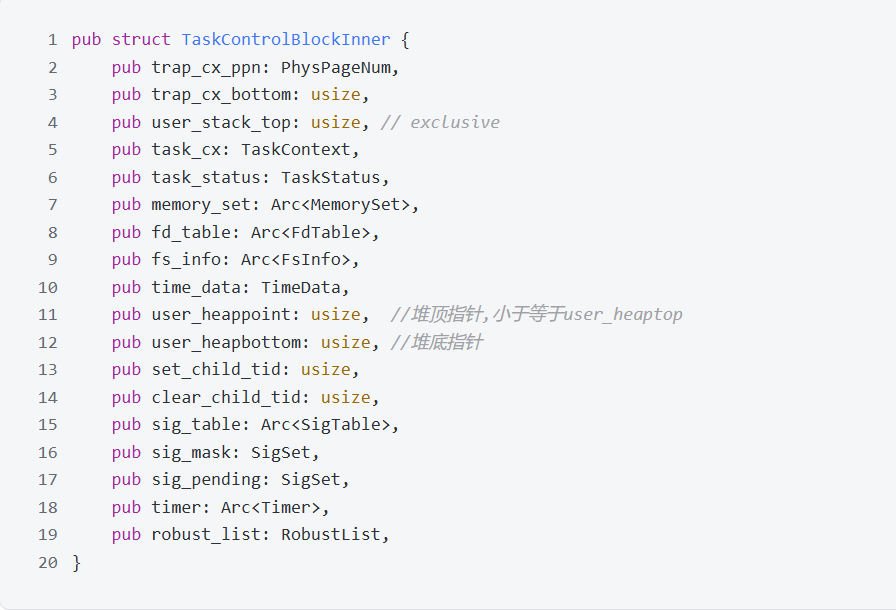 1 pub struct TaskControlBlockInner {
2     pub trap_cx_ppn: PhysPageNum,
3     pub trap_cx_bottom: usize,
4     pub user_stack_top: usize, // exclusive
5     pub task_cx: TaskContext,
6     pub task_status: TaskStatus,
7     pub memory_set: Arc<MemorySet>,
8     pub fd_table: Arc<FdTable>,
9     pub fs_info: Arc<FsInfo>,
10     pub time_data: TimeData,
11     pub user_heappoint: usize,  //堆顶指针,小于等于user_heaptop
12     pub user_heapbottom: usize, //堆底指针
13     pub set_child_tid: usize,
14     pub clear_child_tid: usize,
15     pub sig_table: Arc<SigTable>,
16     pub sig_mask: SigSet,
17     pub sig_pending: SigSet,
18     pub timer: Arc<Timer>,
19     pub robust_list: RobustList,
20 }